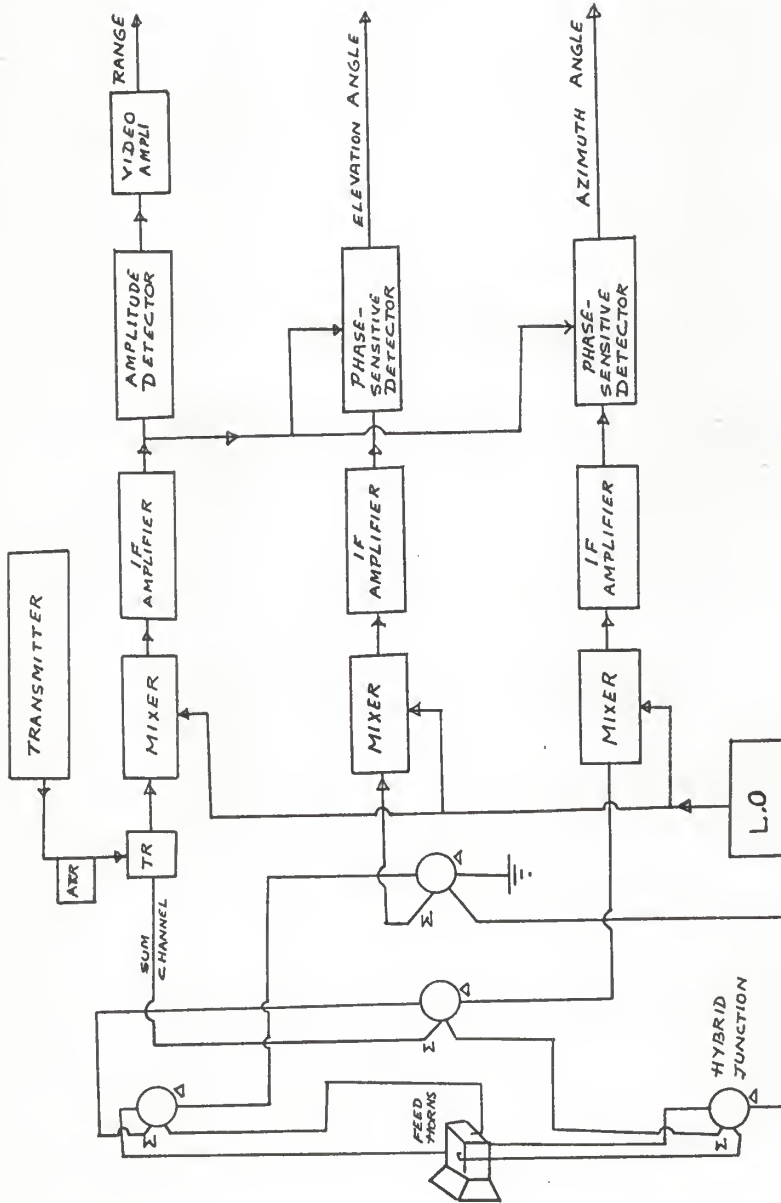 TRANSMITTER
ATR
TR
SUM
CHANNEL
MIXER
IF
AMPLIFIER
AMPLITUDE
DETECTOR
VIDEO
AMPLI
RANGE
MIXER
IF
AMPLIFIER
PHASE-
SENSITIVE
DETECTOR
ELEVATION ANGLE
MIXER
IF
AMPLIFIER
PHASE-
SENSITIVE
DETECTOR
AZIMUTH ANGLE
L.O
Σ
Δ
Σ
Δ
Σ
Δ
FEED
HORNS
Σ
Δ
HYBRID
JUNCTION